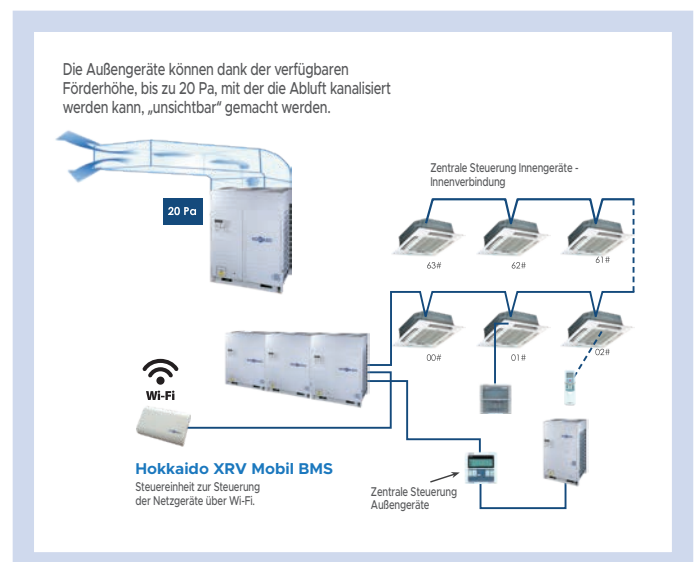 Die Außengeräte können dank der verfügbaren
Förderhöhe, bis zu 20 Pa, mit der die Abluft kanalisiert
werden kann, „unsichtbar“ gemacht werden.
20 Pa
Zentrale Steuerung Innengeräte -
Innenverbindung
63#
62#
61#
00#
01#
02#
Wi-Fi
Hokkaido XRV Mobil BMS
Steuereinheit zur Steuerung
der Netzgeräte über Wi-Fi.
Zentrale Steuerung
Außengeräte